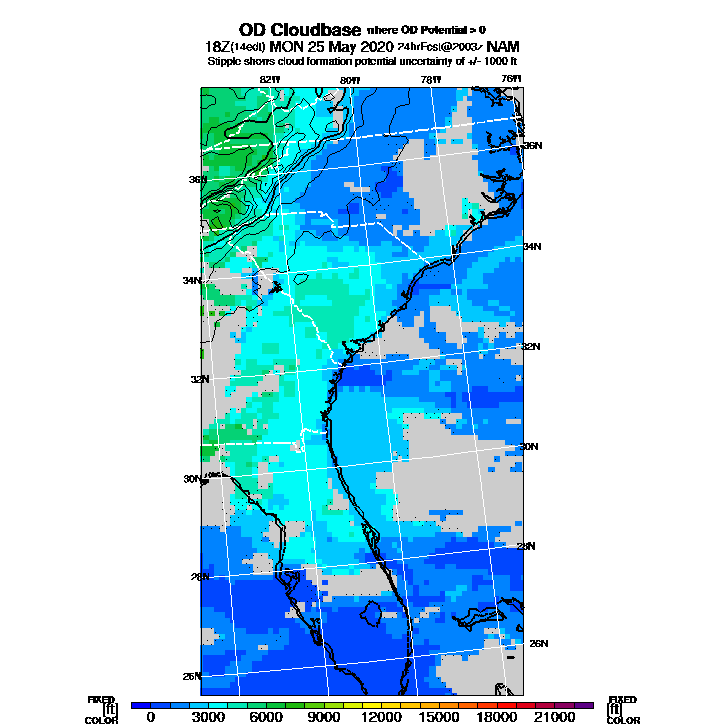 OD Cloudbase where OD Potential > 0
18Z(14edt) MON 25 May 2020 24hrFcst@2003z NAM
Stipple shows cloud formation potential uncertainty of +/- 1000 ft
82W 80W 78W 76W
36N 36N
34N 34N
32N 32N
30N 30N
28N 28N
26N 26N
FIXED FIXED
[ft] [ft]
COLOR 0 3000 6000 9000 12000 15000 18000 21000 COLOR